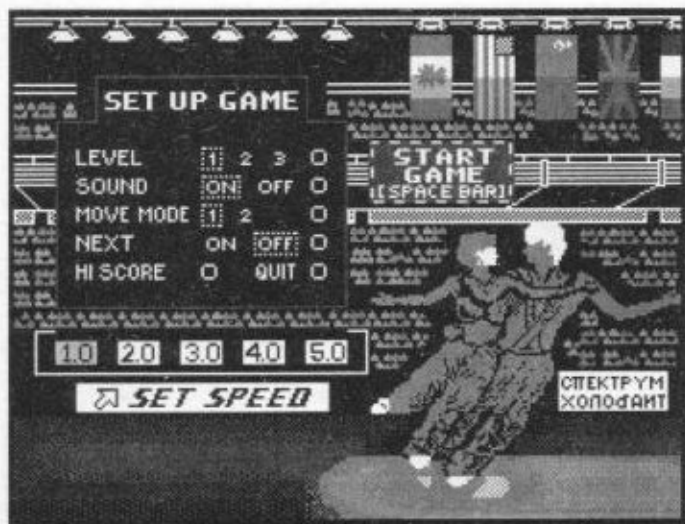 SET UP GAME
LEVEL 1 2 3
SOUND ON OFF
MOVE MODE 1 2
NEXT ON OFF
HI SCORE QUIT
START
GAME
[SPACE BAR]
1.0 2.0 3.0 4.0 5.0
SET SPEED
СПЕКТРУМ
ХОЛОбАИТ